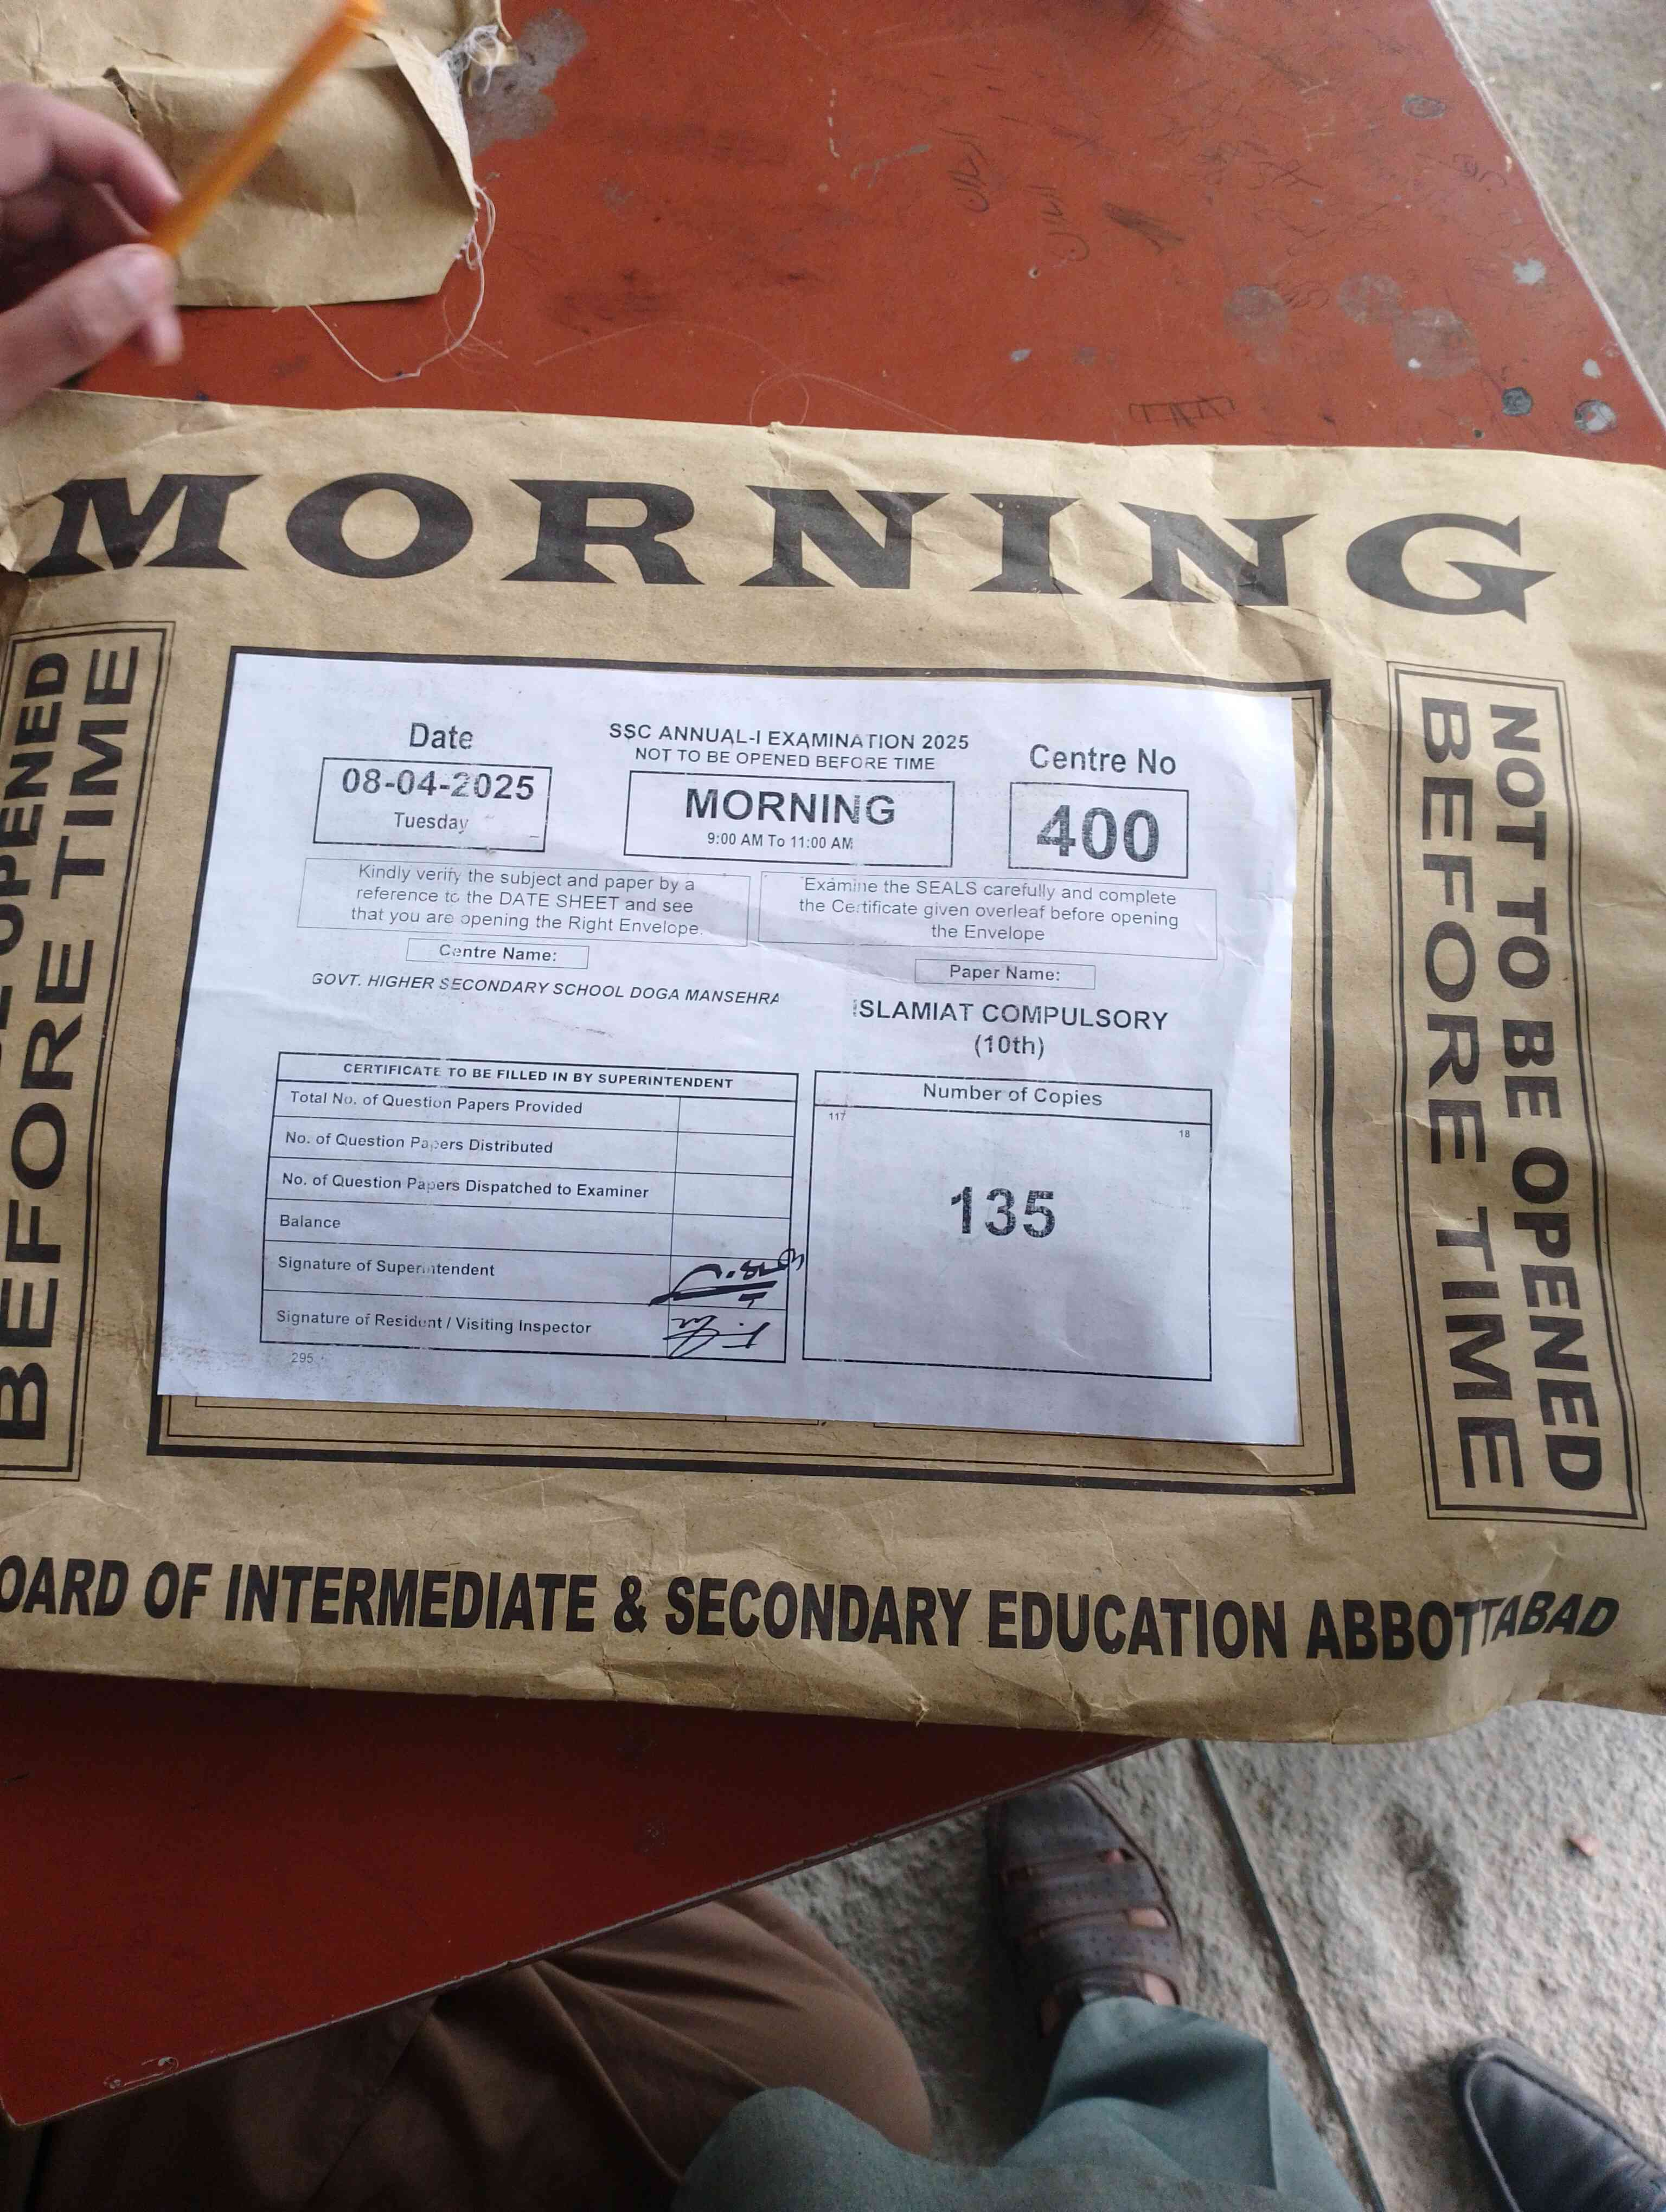 MORNING
NOT TO BE OPENED
BEFORE TIME
OPENED
BEFORE TIME
Date
08-04-2025
Tuesday
SSC ANNUAL-I EXAMINATION 2025
NOT TO BE OPENED BEFORE TIME
MORNING
9:00 AM To 11:00 AM
Centre No
400
Kindly verify the subject and paper by a
reference to the DATE SHEET and see
that you are opening the Right Envelope.
Examine the SEALS carefully and complete
the Certificate given overleaf before opening
the Envelope
Centre Name:
GOVT. HIGHER SECONDARY SCHOOL DOGA MANSEHRA
Paper Name:
ISLAMIAT COMPULSORY
(10th)
CERTIFICATE TO BE FILLED IN BY SUPERINTENDENT
Total No. of Question Papers Provided
No. of Question Papers Distributed
No. of Question Papers Dispatched to Examiner
Balance
Signature of Superintendent
Signature of Resident / Visiting Inspector
295
Number of Copies
117
18
135
OARD OF INTERMEDIATE & SECONDARY EDUCATION ABBOTTABAD